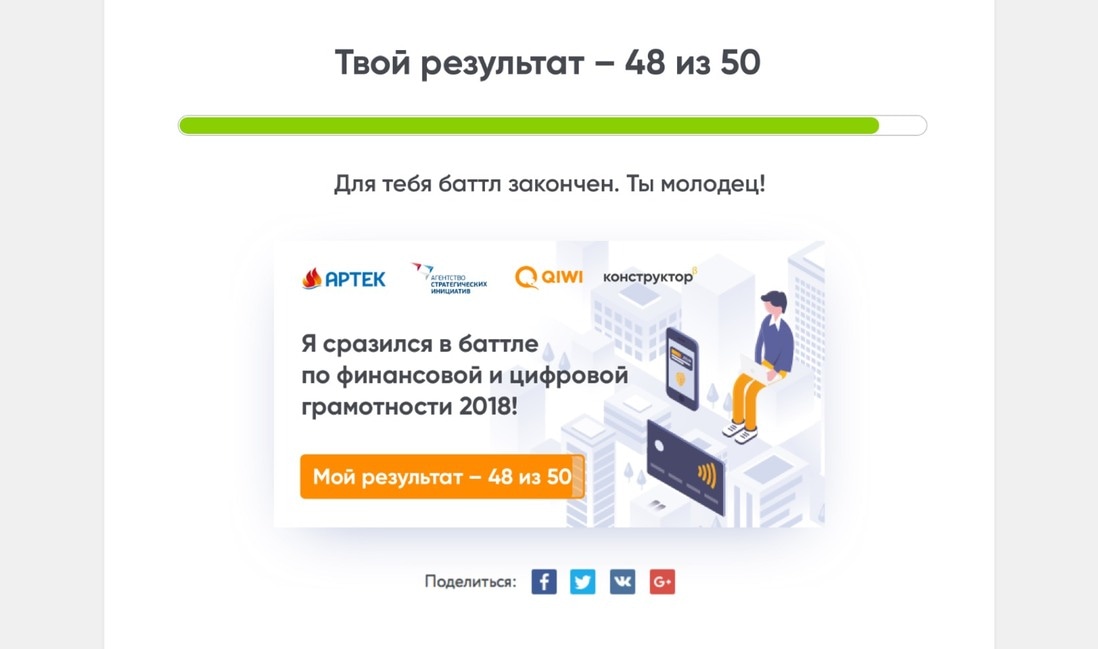 Твой результат – 48 из 50
Для тебя баттл закончен. Ты молодец!
АРТЕК
АГЕНТСТВО
СТРАТЕГИЧЕСКИХ
ИНИЦИАТИВ
QIWI
конструктор β
Я сразился в баттле
по финансовой и цифровой
грамотности 2018!
Мой результат – 48 из 50
Поделиться:
f
G+